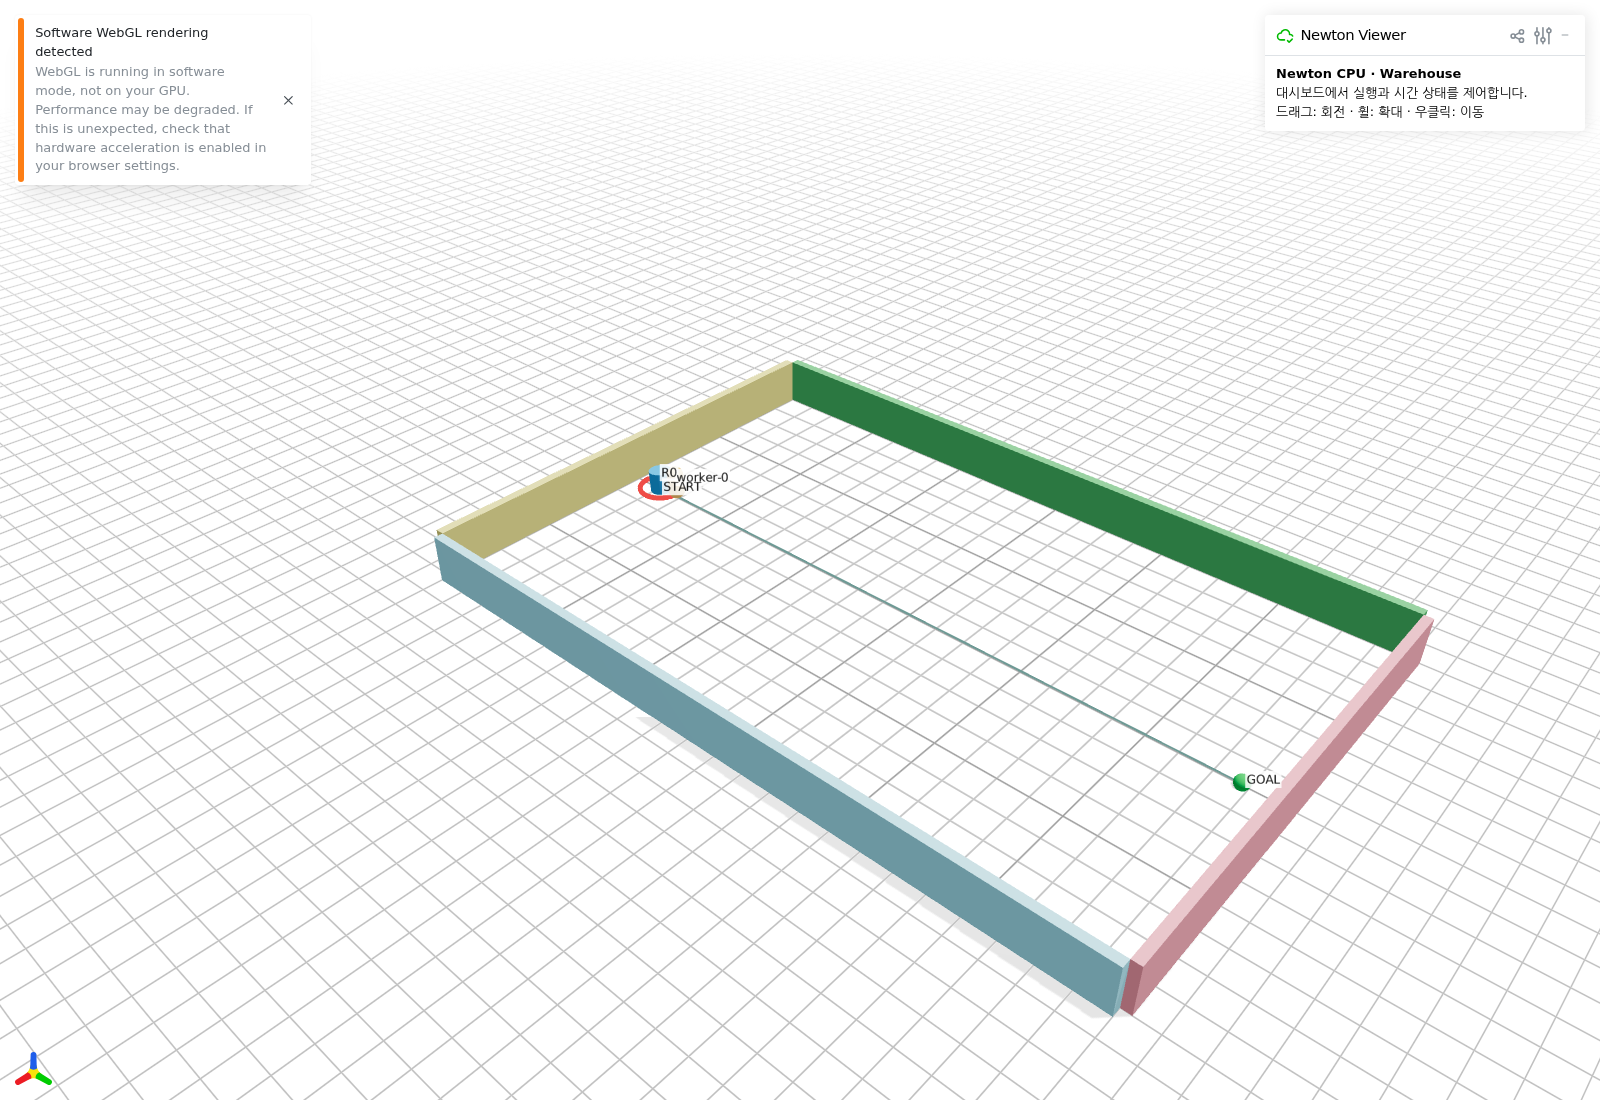 Software WebGL rendering
detected
WebGL is running in software
mode, not on your GPU.
Performance may be degraded. If
this is unexpected, check that
hardware acceleration is enabled in
your browser settings.
Newton Viewer
Newton CPU · Warehouse
대시보드에서 실행과 시간 상태를 제어합니다.
드래그: 회전 · 휠: 확대 · 우클릭: 이동
R0
worker-0
START
GOAL